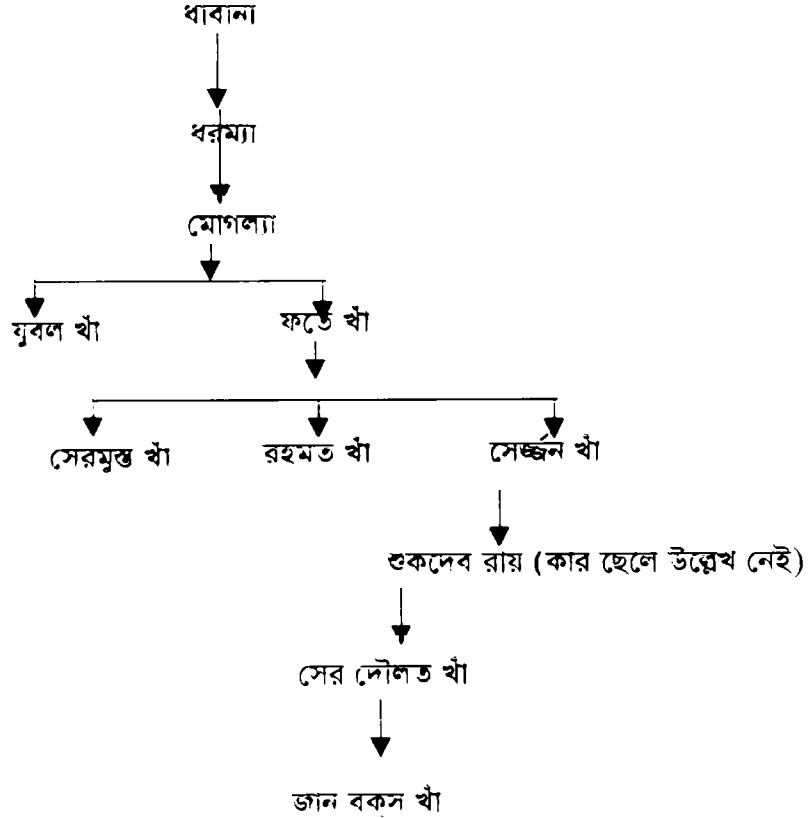 ধাবানা
ধরম্যা
মোগল্যা
যুবল খাঁ ফতে খাঁ
সেরমুস্ত খাঁ রহমত খাঁ সের্জ্জন খাঁ
শুকদেব রায় (কার ছেলে উল্লেখ নেই)
সের দৌলত খাঁ
জান বকস খাঁ